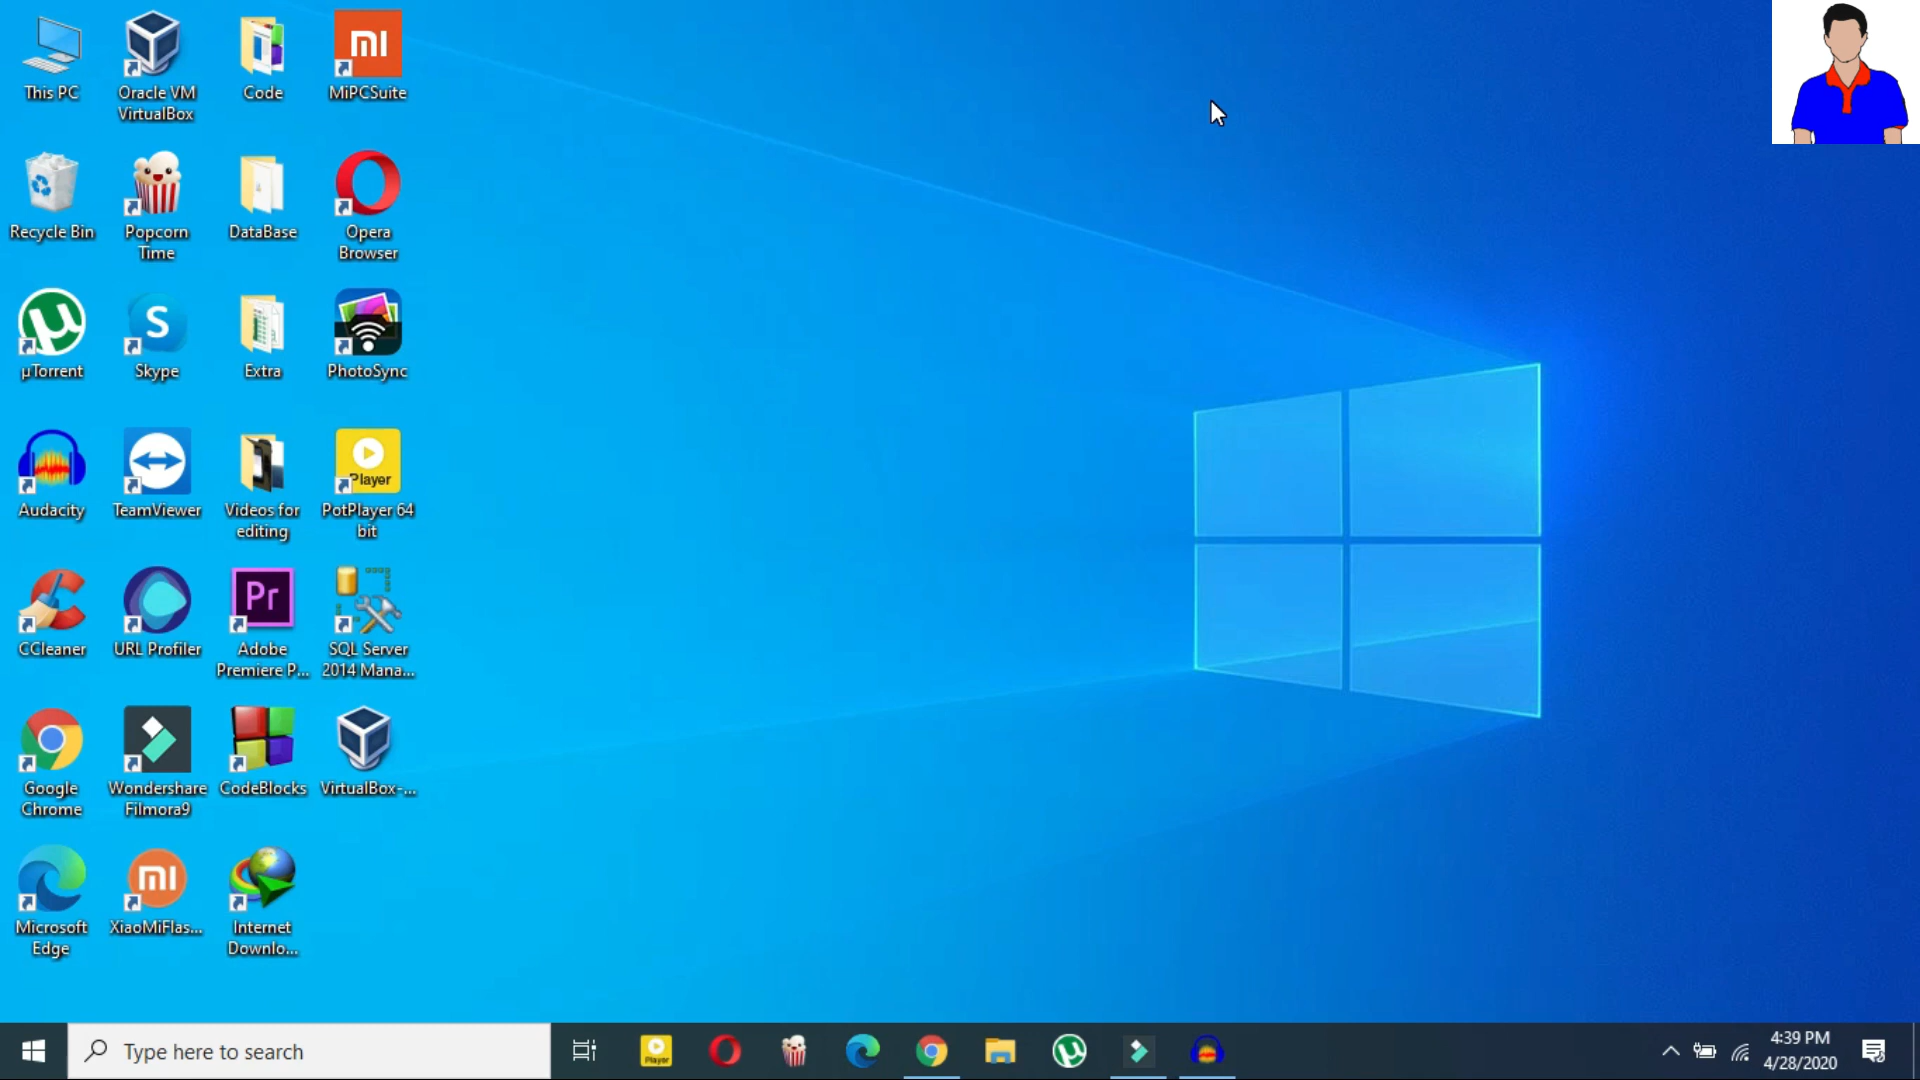 This PC
Oracle VM
VirtualBox
Code
MI
MiPCSuite
Recycle Bin
Popcorn
Time
DataBase
Opera
Browser
µ
µTorrent
S
Skype
Extra
PhotoSync
Audacity
TeamViewer
Videos for
editing
Player
PotPlayer 64
bit
CCleaner
URL Profiler
Pr
Adobe
Premiere P...
SQL Server
2014 Mana...
Google
Chrome
Wondershare
Filmora9
CodeBlocks
VirtualBox-...
Microsoft
Edge
MI
XiaoMiFlas...
Internet
Downlo...
Type here to search
Player
µ
4:39 PM
4/28/2020